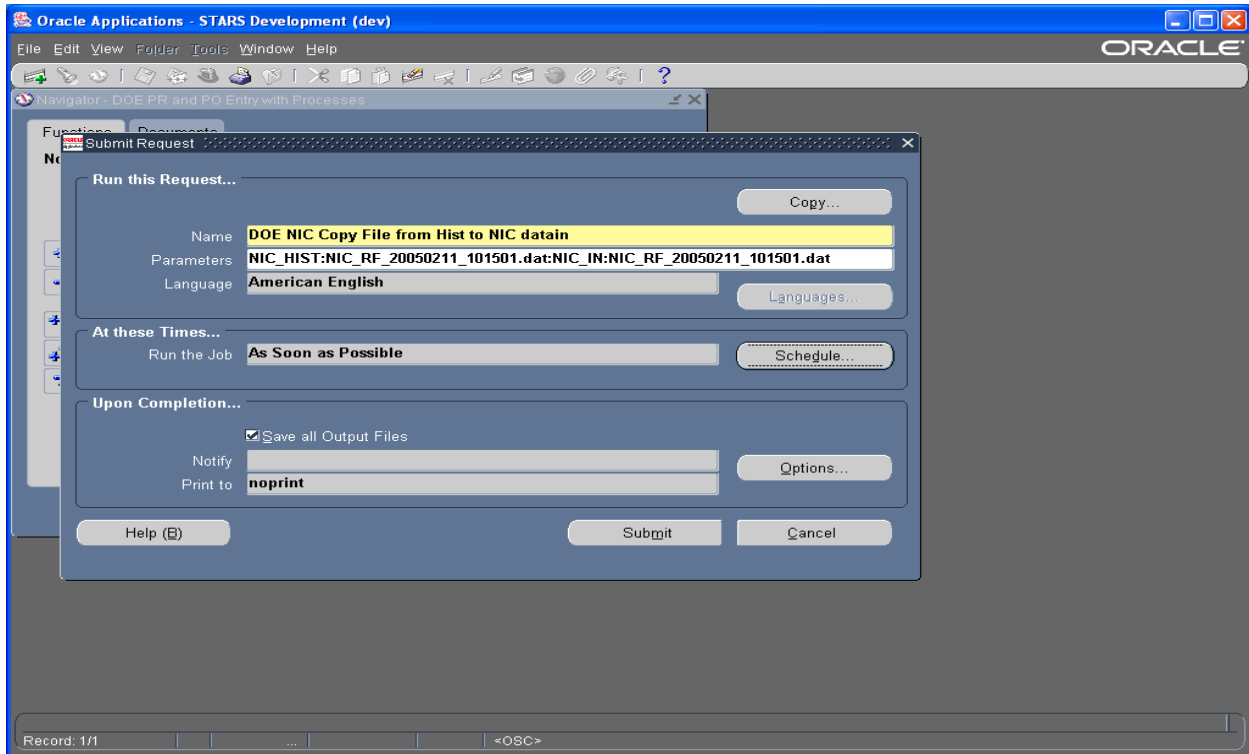 Oracle Applications - STARS Development (dev)
File Edit View Folder Tools Window Help
ORACLE
Navigator - DOE PR and PO Entry with Processes
Functions Documents
Submit Request
Run this Request...
Copy...
Name DOE NIC Copy File from Hist to NIC datain
Parameters NIC_HIST:NIC_RF_20050211_101501.dat:NIC_IN:NIC_RF_20050211_101501.dat
Language American English
Languages...
At these Times...
Run the Job As Soon as Possible Schedule...
Upon Completion...
Save all Output Files
Notify
Options...
Print to noprint
Help (B) Submit Cancel
Record: 1/1 ... <OSC>